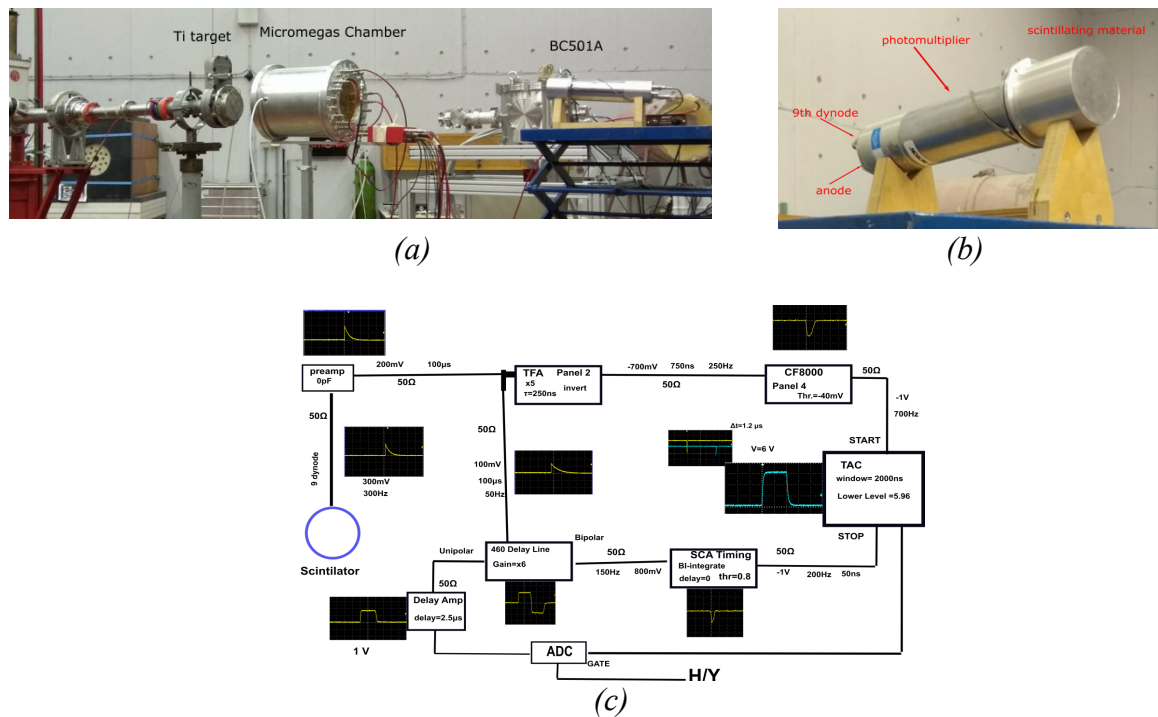 Ti target
Micromegas Chamber
BC501A
(a)
photomultiplier
scintillating material
9th dynode
anode
(b)
preamp
0pF
200mV 100μs
50Ω
TFA Panel 2
x5
invert
τ=250ns
-700mV 750ns 250Hz
50Ω
CF8000
Panel 4
Thr.=-40mV
50Ω
-1V
700Hz
START
50Ω
9 dynode
300mV
300Hz
Scintilator
50Ω
100mV
100μs
50Hz
Δt=1.2 μs
V=6 V
TAC
window= 2000ns
Lower Level =5.96
STOP
Unipolar
460 Delay Line
Gain=x6
Bipolar
50Ω
150Hz 800mV
SCA Timing
BI-integrate
delay=0 thr=0.8
50Ω
-1V 200Hz 50ns
50Ω
Delay Amp
delay=2.5μs
1 V
ADC
GATE
H/Y
(c)